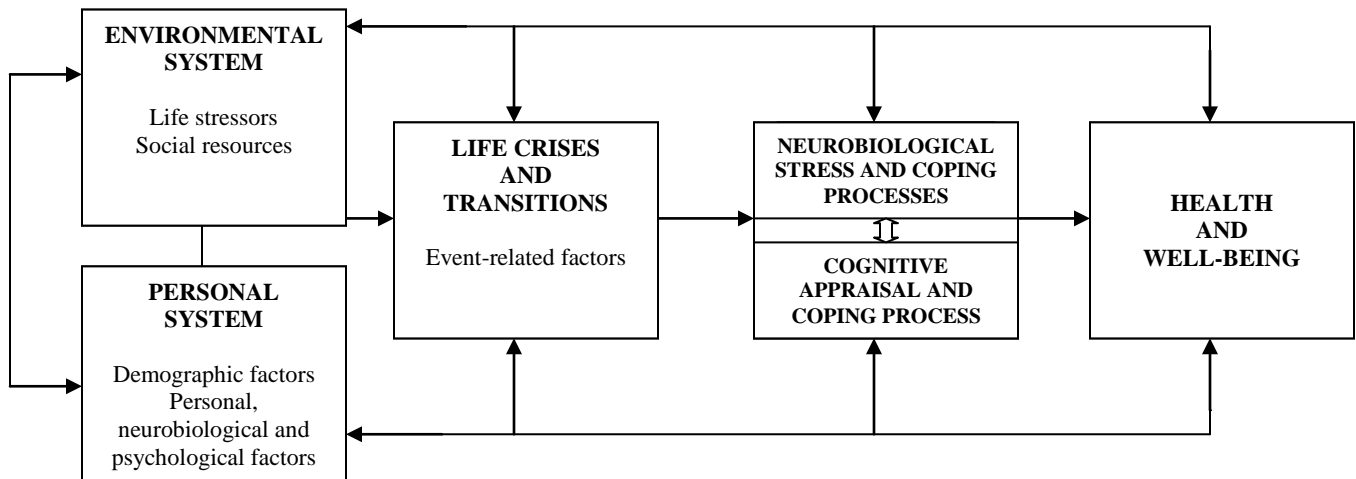 ENVIRONMENTAL
SYSTEM
Life stressors
Social resources
PERSONAL
SYSTEM
Demographic factors
Personal,
neurobiological and
psychological factors
LIFE CRISES
AND
TRANSITIONS
Event-related factors
NEUROBIOLOGICAL
STRESS AND COPING
PROCESSES
COGNITIVE
APPRAISAL AND
COPING PROCESS
HEALTH
AND
WELL-BEING